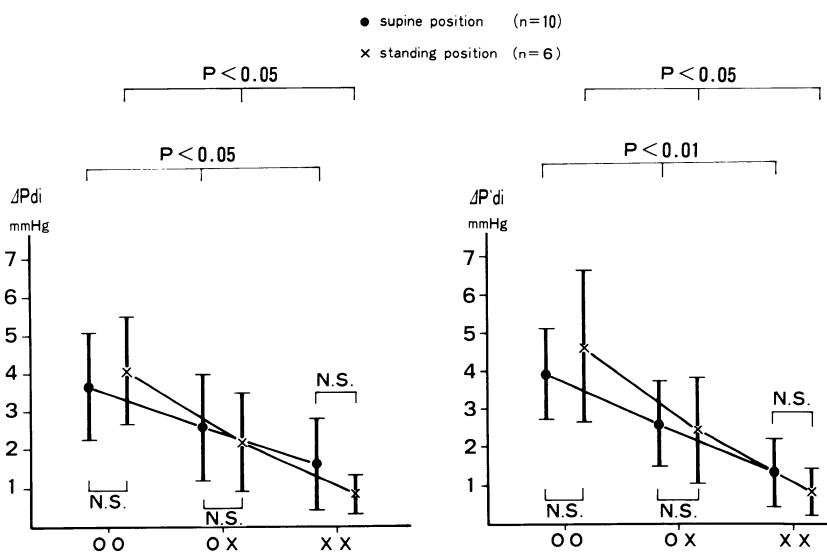 ● supine position (n=10)
× standing position (n=6)
P<0.05
P<0.05
P<0.05
P<0.01
ΔPdi
mmHg
7
6
5
4
3
2
1
N.S.
N.S.
N.S.
OO
OX
XX
ΔP'di
mmHg
7
6
5
4
3
2
1
N.S.
N.S.
N.S.
OO
OX
XX